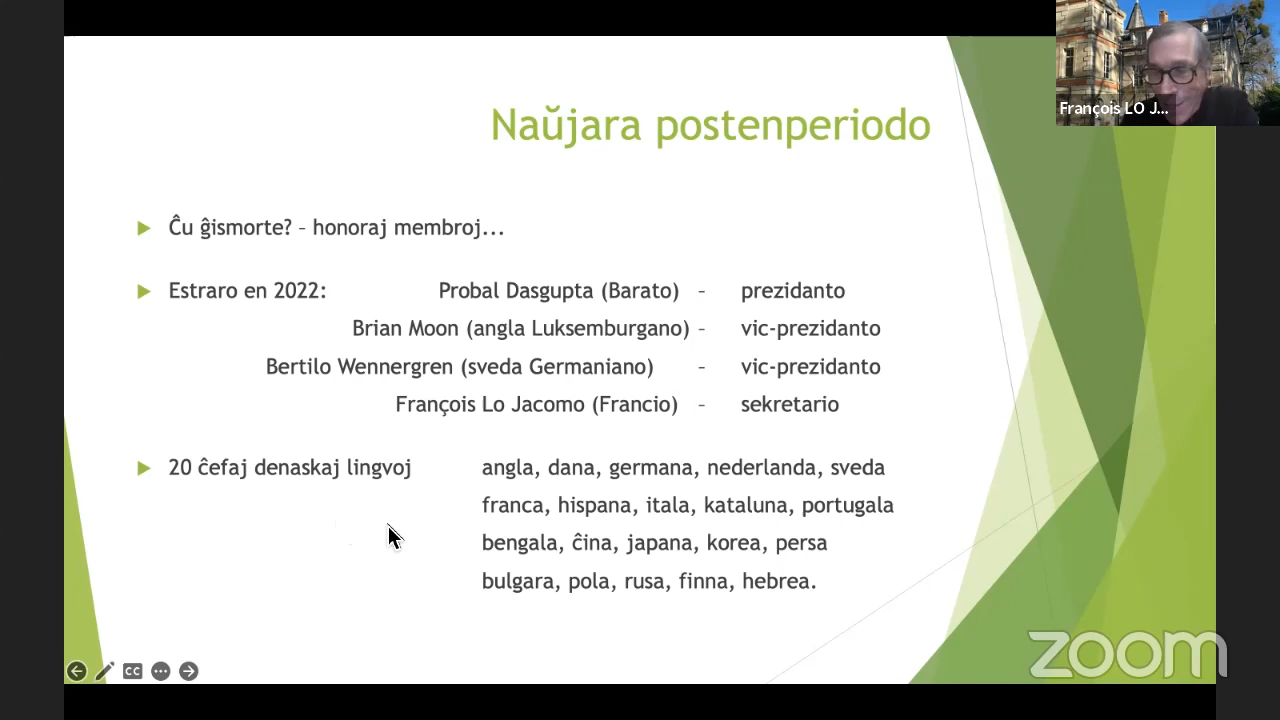 François LO J...
Naŭjara postenperiodo
Ĉu ĝismorte? – honoraj membroj...
Estraro en 2022: Probal Dasgupta (Barato) – prezidanto
Brian Moon (angla Luksemburgano) – vic-prezidanto
Bertilo Wennergren (sveda Germaniano) – vic-prezidanto
François Lo Jacomo (Francio) – sekretario
20 ĉefaj denaskaj lingvoj angla, dana, germana, nederlanda, sveda
franca, hispana, itala, kataluna, portugala
bengala, ĉina, japana, korea, persa
bulgara, pola, rusa, finna, hebrea.
CC
zoom